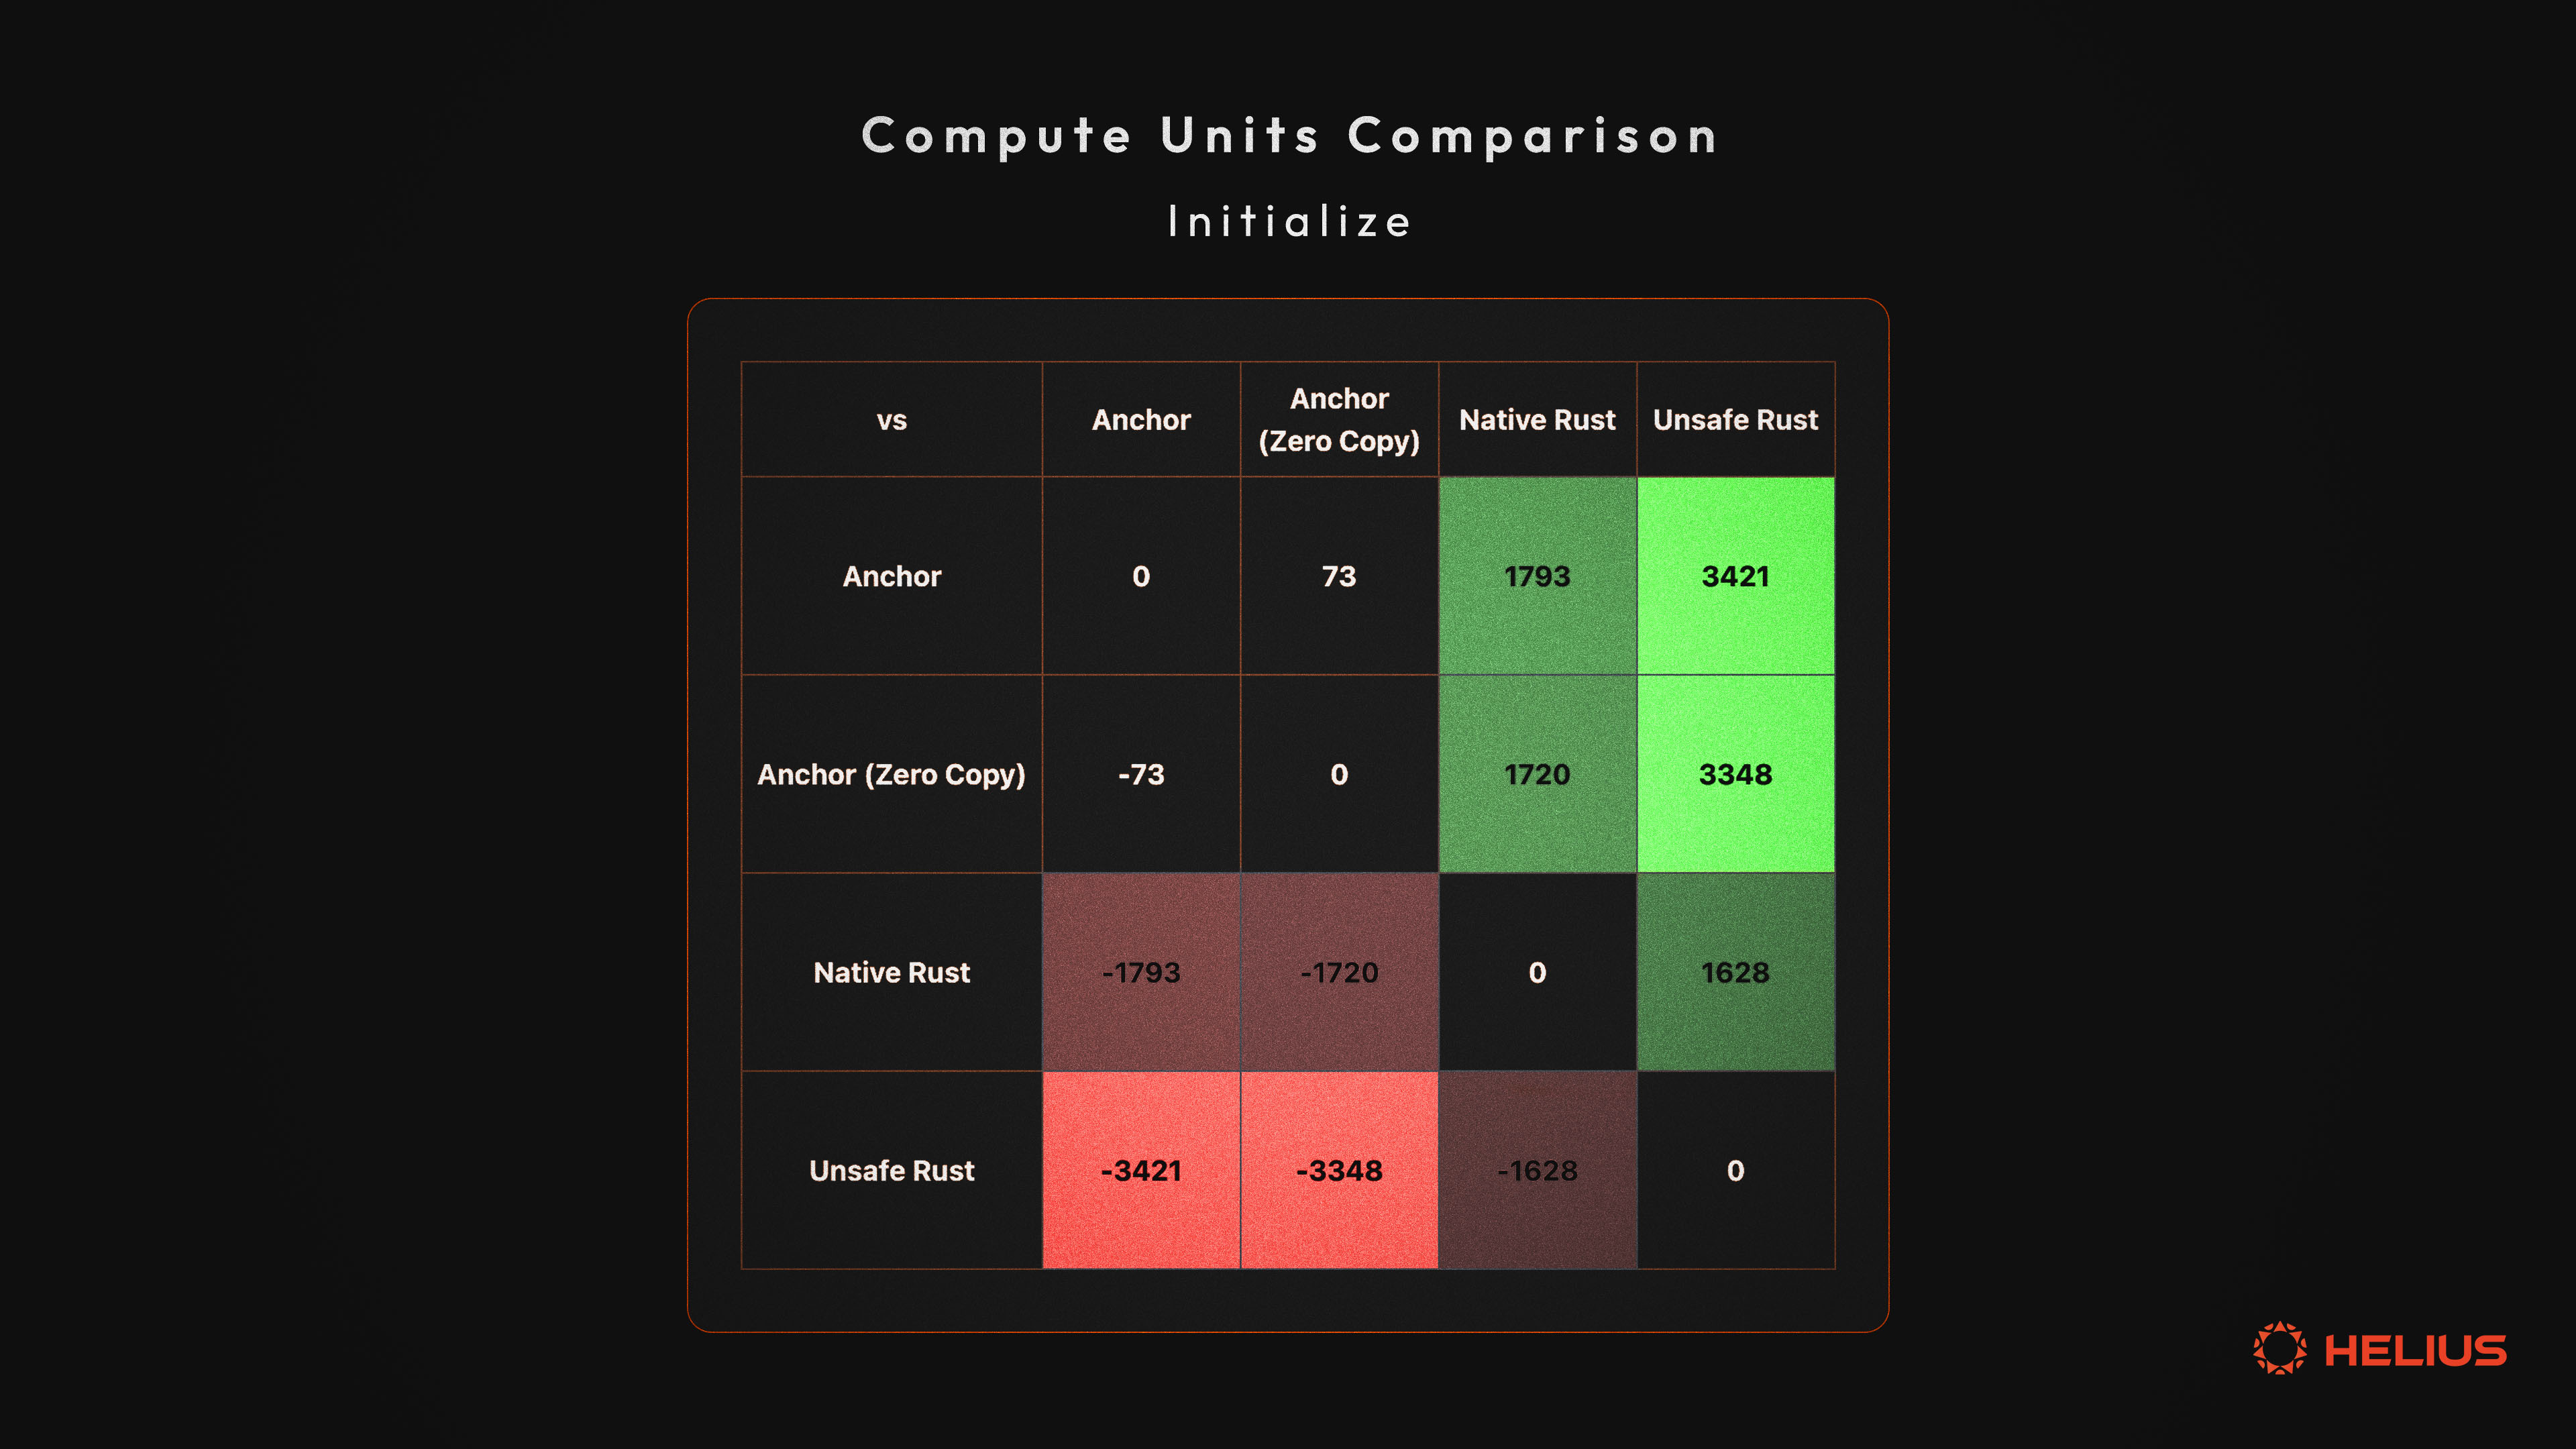 Compute Units Comparison
Initialize
vs
Anchor
Anchor
(Zero Copy)
Native Rust
Unsafe Rust
Anchor
0
73
1793
3421
Anchor (Zero Copy)
-73
0
1720
3348
Native Rust
-1793
-1720
0
1628
Unsafe Rust
-3421
-3348
-1628
0
HELIUS